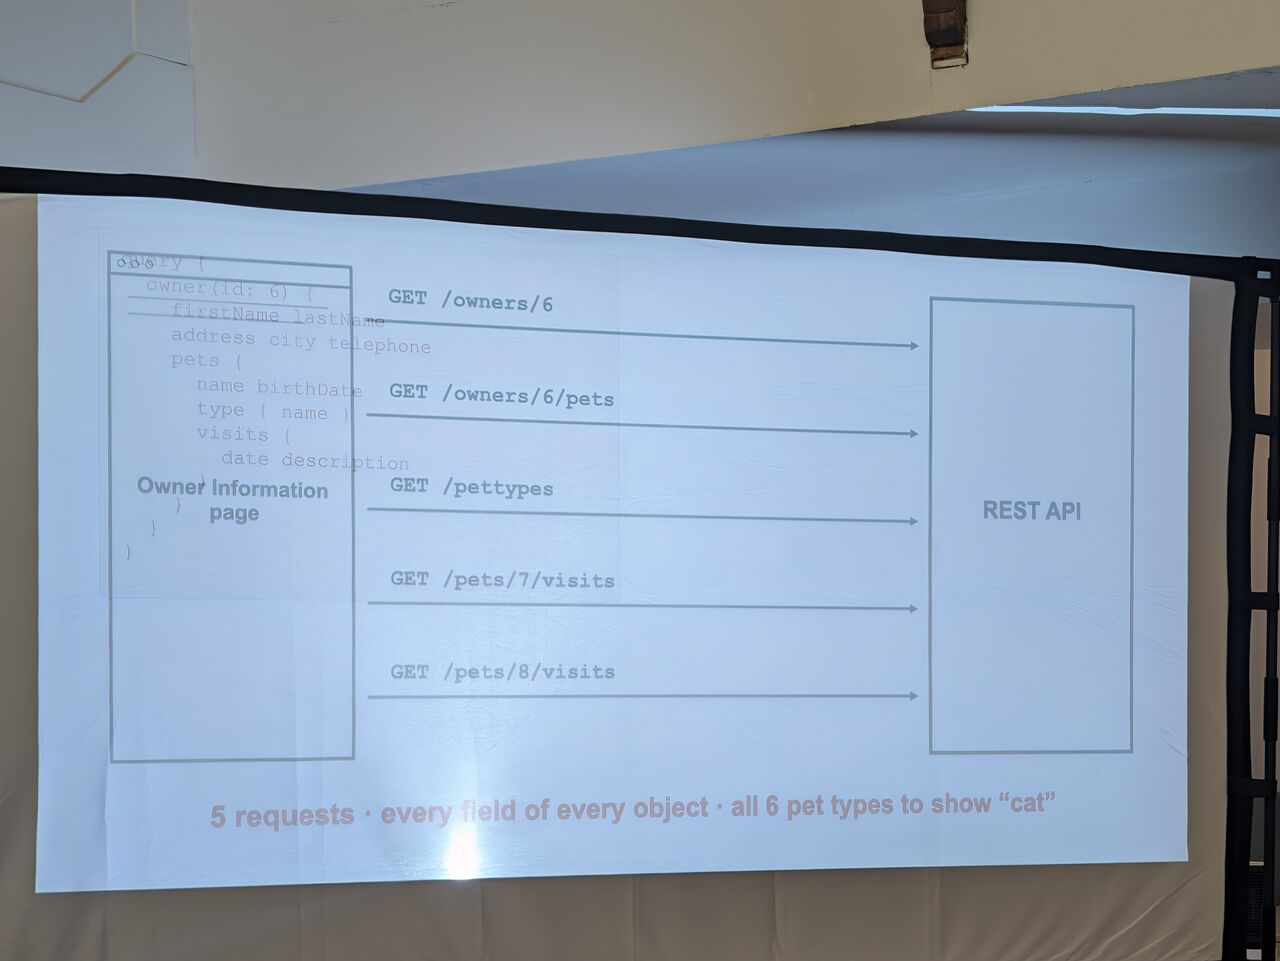 query {
owner(id: 6) {
firstName lastName
address city telephone
pets {
name birthDate
type { name }
visits {
date description
}
}
}
}
Owner Information
page
GET /owners/6
GET /owners/6/pets
GET /pettypes
GET /pets/7/visits
GET /pets/8/visits
REST API
5 requests · every field of every object · all 6 pet types to show “cat”